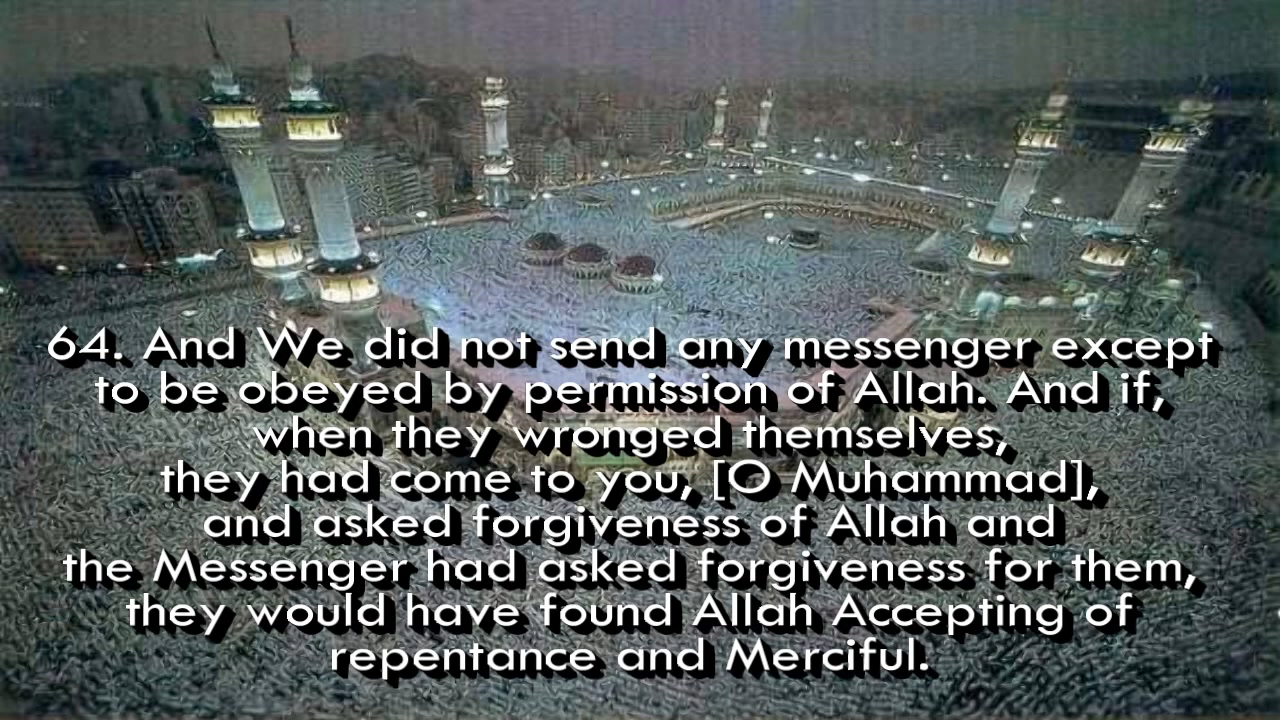 64. And We did not send any messenger except
to be obeyed by permission of Allah. And if,
when they wronged themselves,
they had come to you, [O Muhammad],
and asked forgiveness of Allah and
the Messenger had asked forgiveness for them,
they would have found Allah Accepting of
repentance and Merciful.